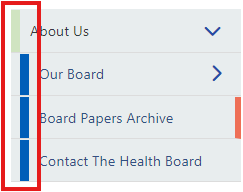 About Us
Our Board
Board Papers Archive
Contact The Health Board